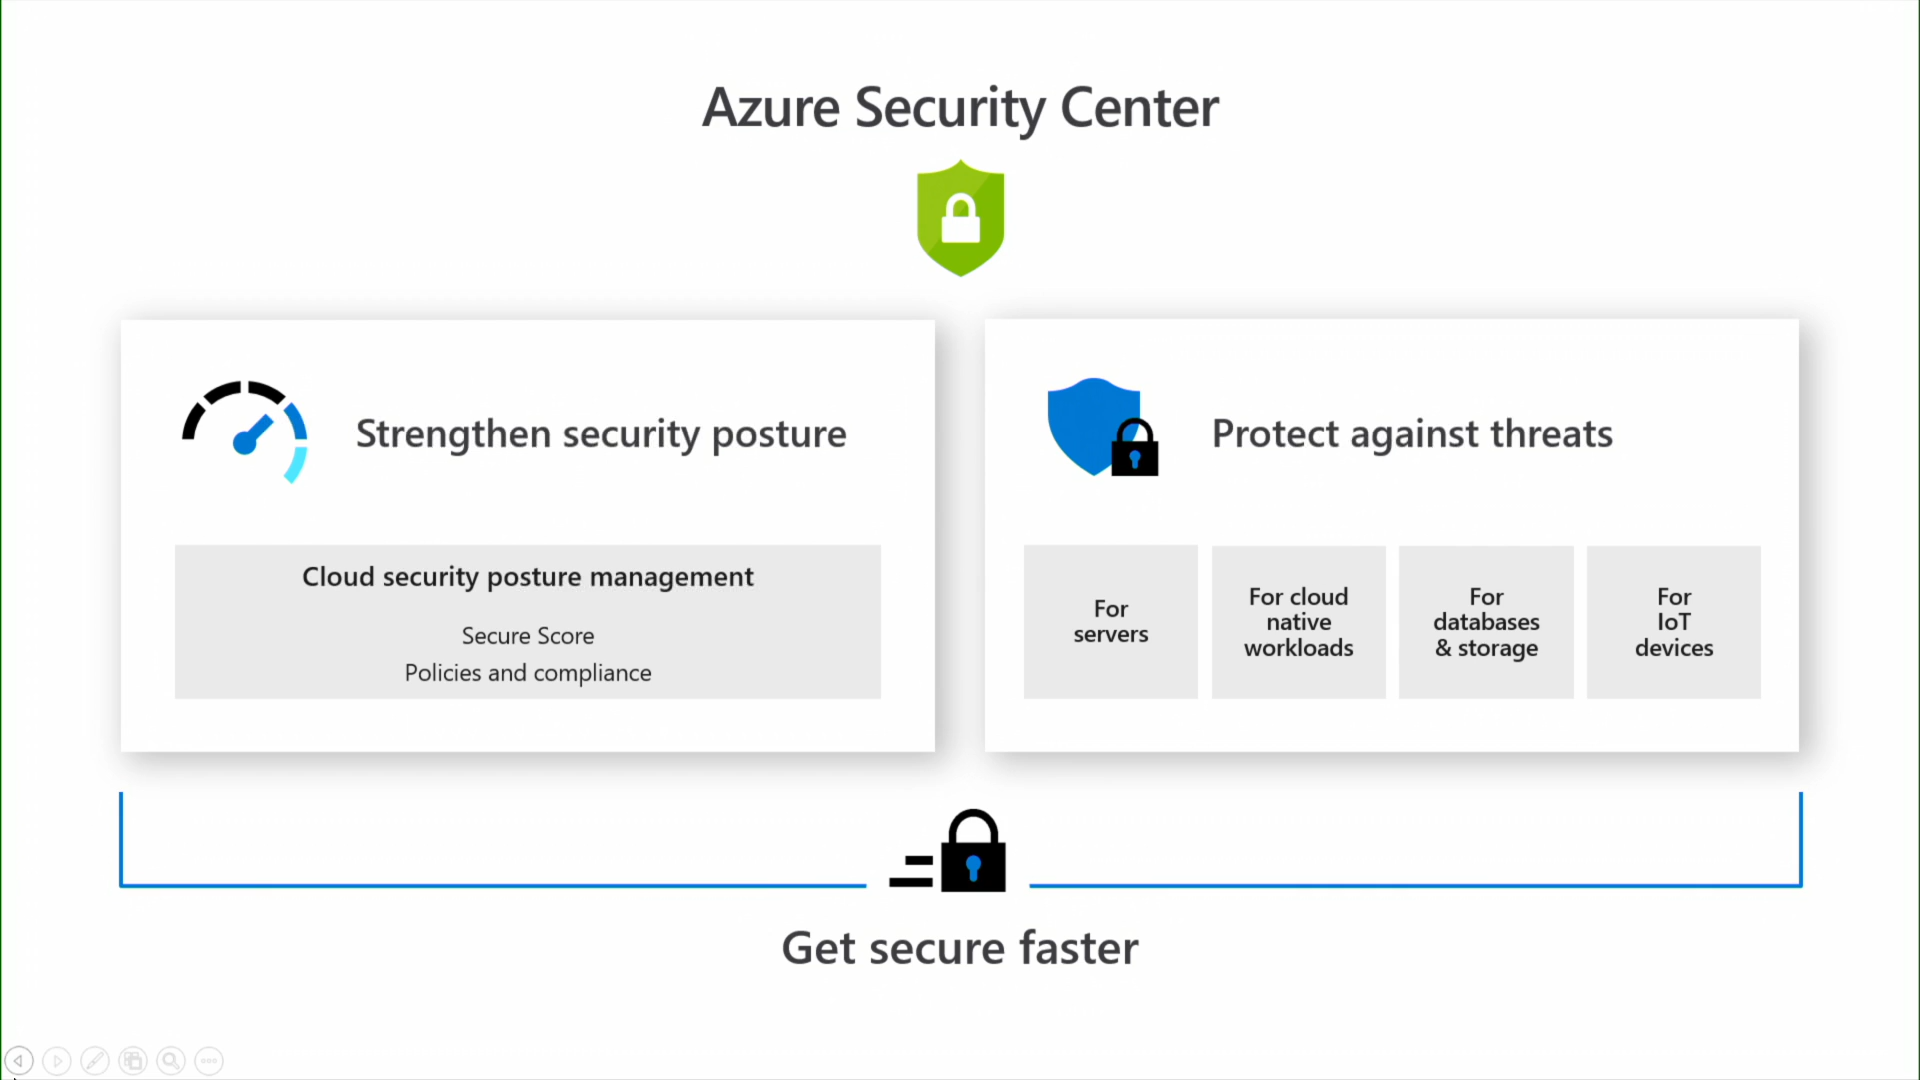 Azure Security Center
Strengthen security posture
Cloud security posture management
Secure Score
Policies and compliance
Protect against threats
For
servers
For cloud
native
workloads
For
databases
& storage
For
IoT
devices
Get secure faster